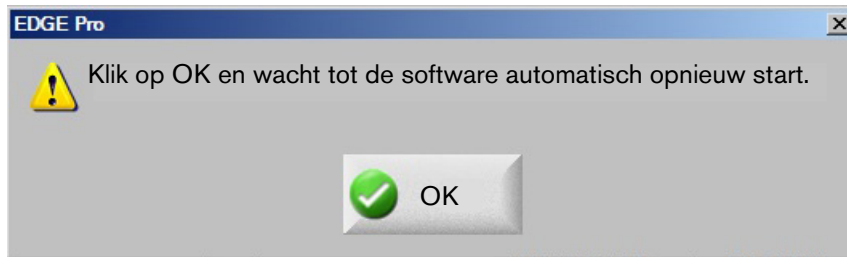 EDGE Pro
Klik op OK en wacht tot de software automatisch opnieuw start.
OK